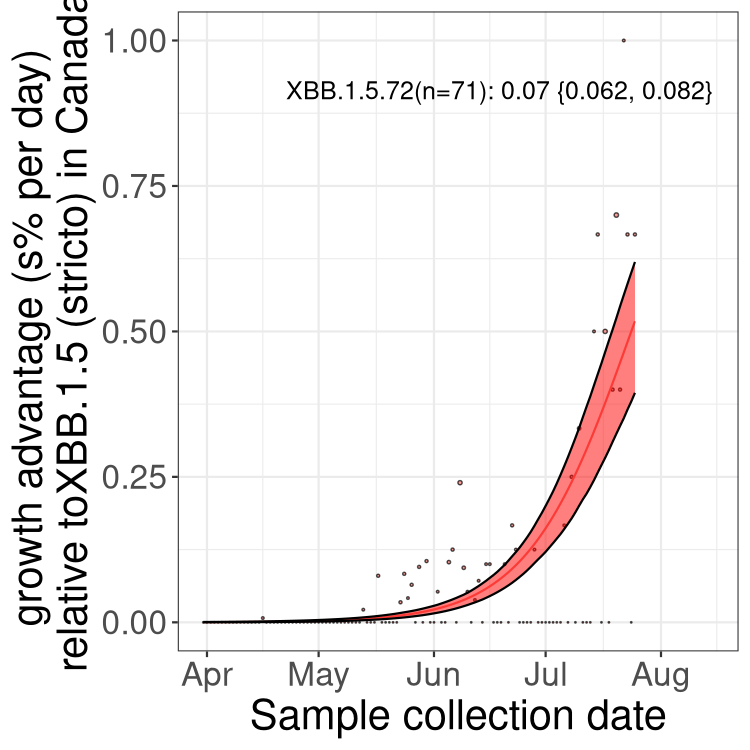 growth advantage (s% per day)
relative toXBB.1.5 (stricto) in Canada
1.00
0.75
0.50
0.25
0.00
XBB.1.5.72(n=71): 0.07 {0.062, 0.082}
Apr May Jun Jul Aug
Sample collection date